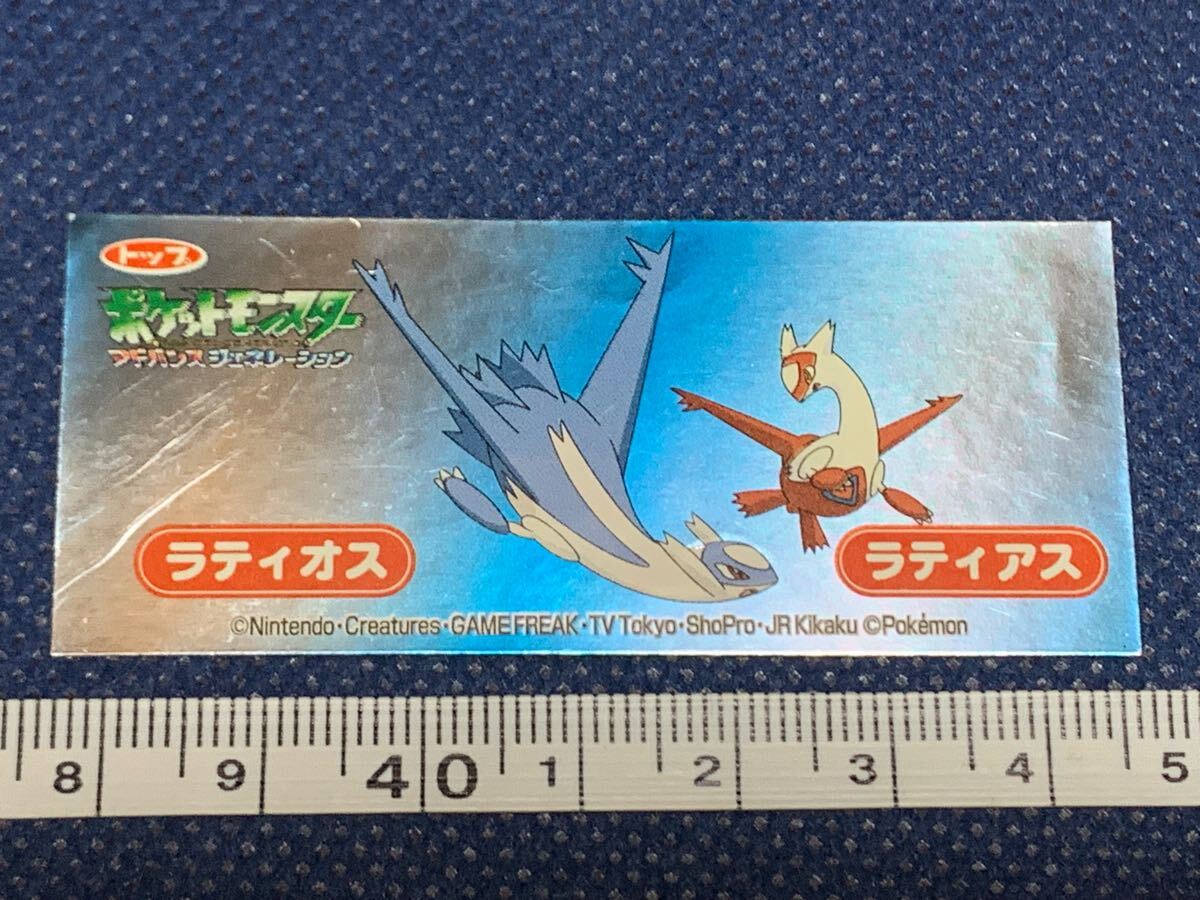 トップ
ポケットモンスター
アドバンスジェネレーション
ラティオス
ラティアス
©Nintendo・Creatures・GAME FREAK・TV Tokyo・ShoPro・JR Kikaku ©Pokémon
8 9 40 1 2 3 4 5